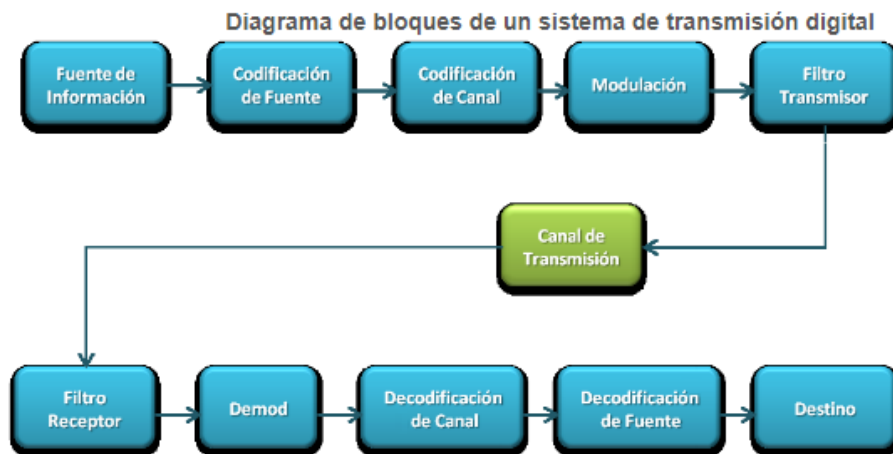 Diagrama de bloques de un sistema de transmisión digital
Fuente de
Información
Codificación
de Fuente
Codificación
de Canal
Modulación
Filtro
Transmisor
Canal de
Transmisión
Filtro
Receptor
Demod
Decodificación
de Canal
Decodificación
de Fuente
Destino